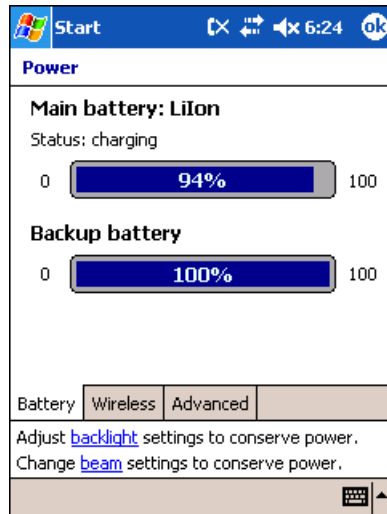 Start 6:24 ok
Power
Main battery: LiIon
Status: charging
0 94% 100
Backup battery
0 100% 100
Battery Wireless Advanced
Adjust backlight settings to conserve power.
Change beam settings to conserve power.